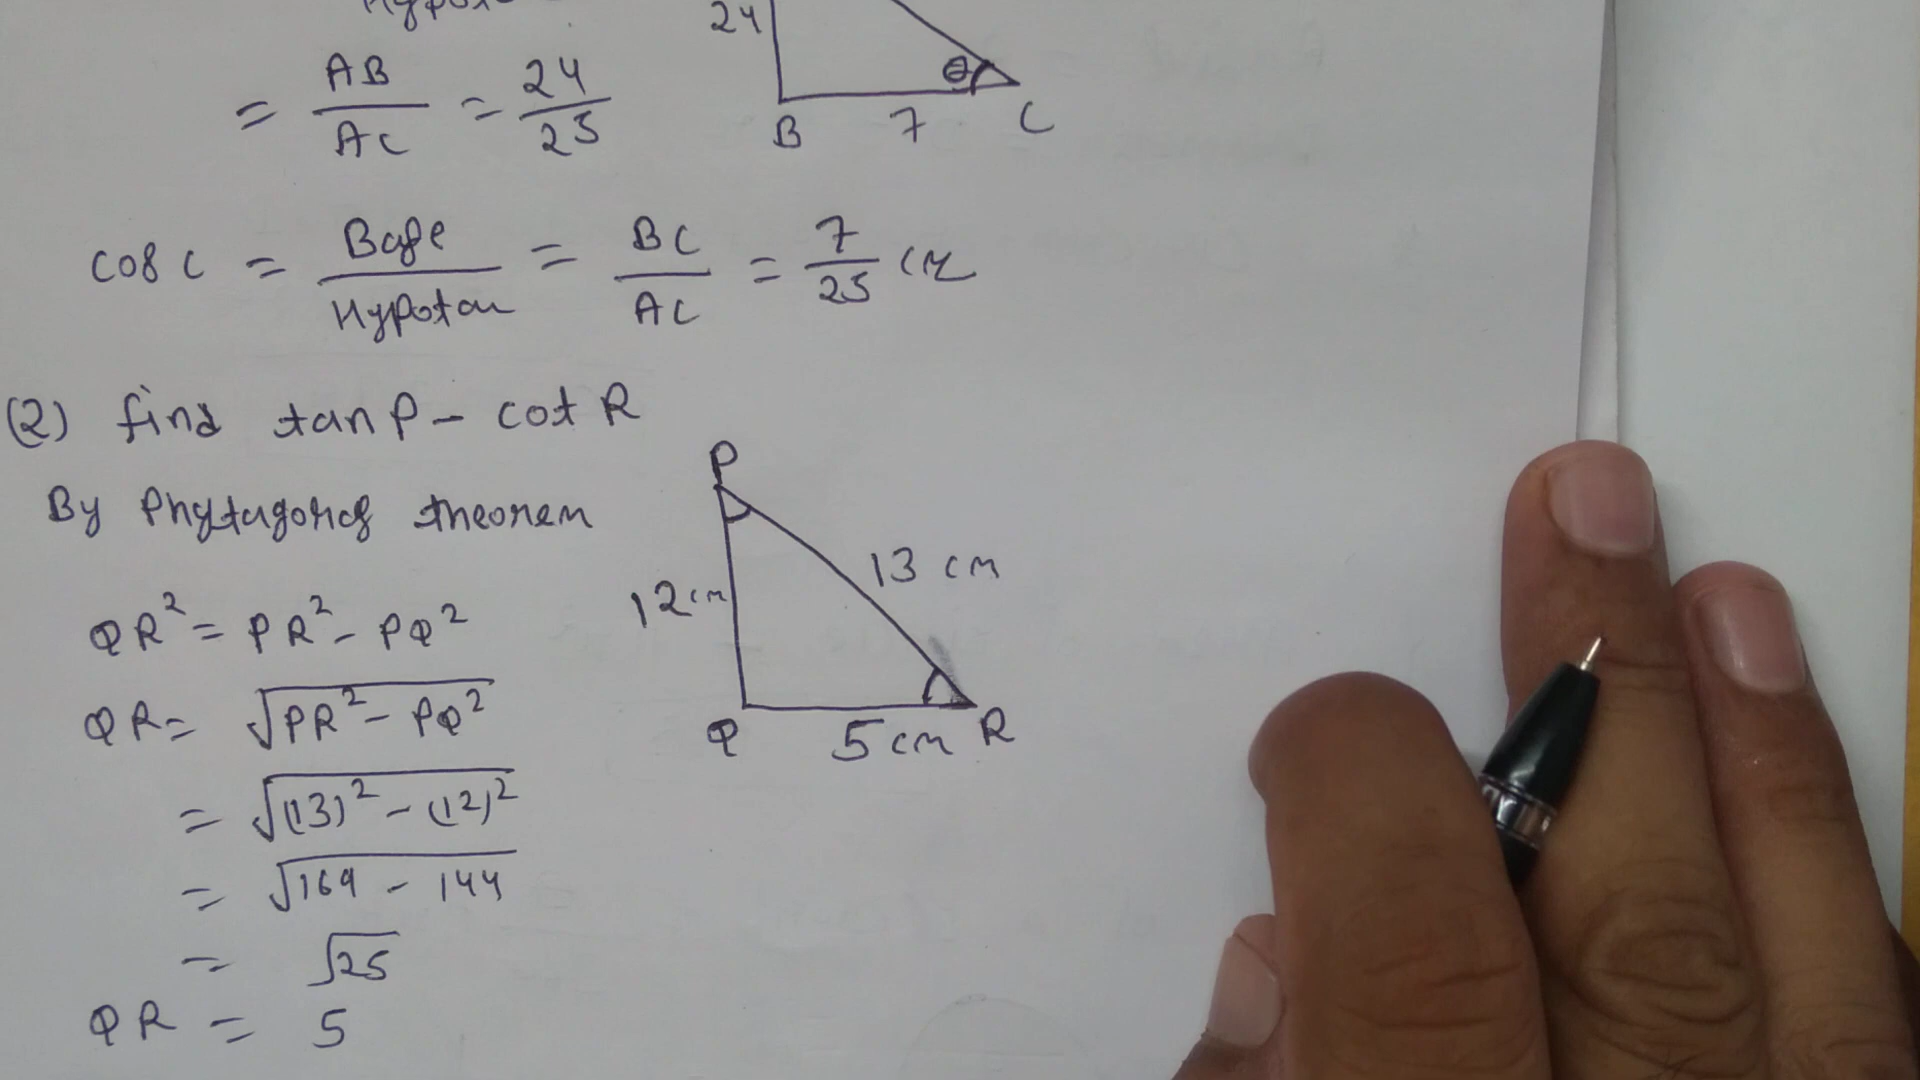 24
= AB/AC = 24/25
B 7 C
θ
cos C = Base/Hypoten = BC/AC = 7/25 cm
(2) find tan P - cot R
By Phytagoras theorem
P
12 cm
13 cm
Q 5 cm R
QR² = PR² - PQ²
QR = √PR² - PQ²
= √(13)² - (12)²
= √169 - 144
= √25
QR = 5